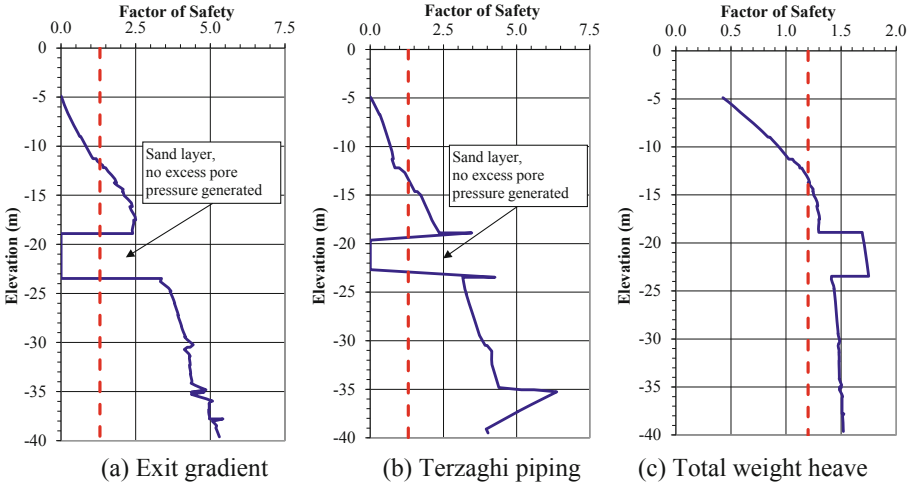 Factor of Safety
0.0 2.5 5.0 7.5
0
-5
-10
-15
-20
-25
-30
-35
-40
Elevation (m)
Sand layer,
no excess pore
pressure generated
(a) Exit gradient
Factor of Safety
0.0 2.5 5.0 7.5
0
-5
-10
-15
-20
-25
-30
-35
-40
Elevation (m)
Sand layer,
no excess pore
pressure generated
(b) Terzaghi piping
Factor of Safety
0.0 0.5 1.0 1.5 2.0
0
-5
-10
-15
-20
-25
-30
-35
-40
Elevation (m)
(c) Total weight heave